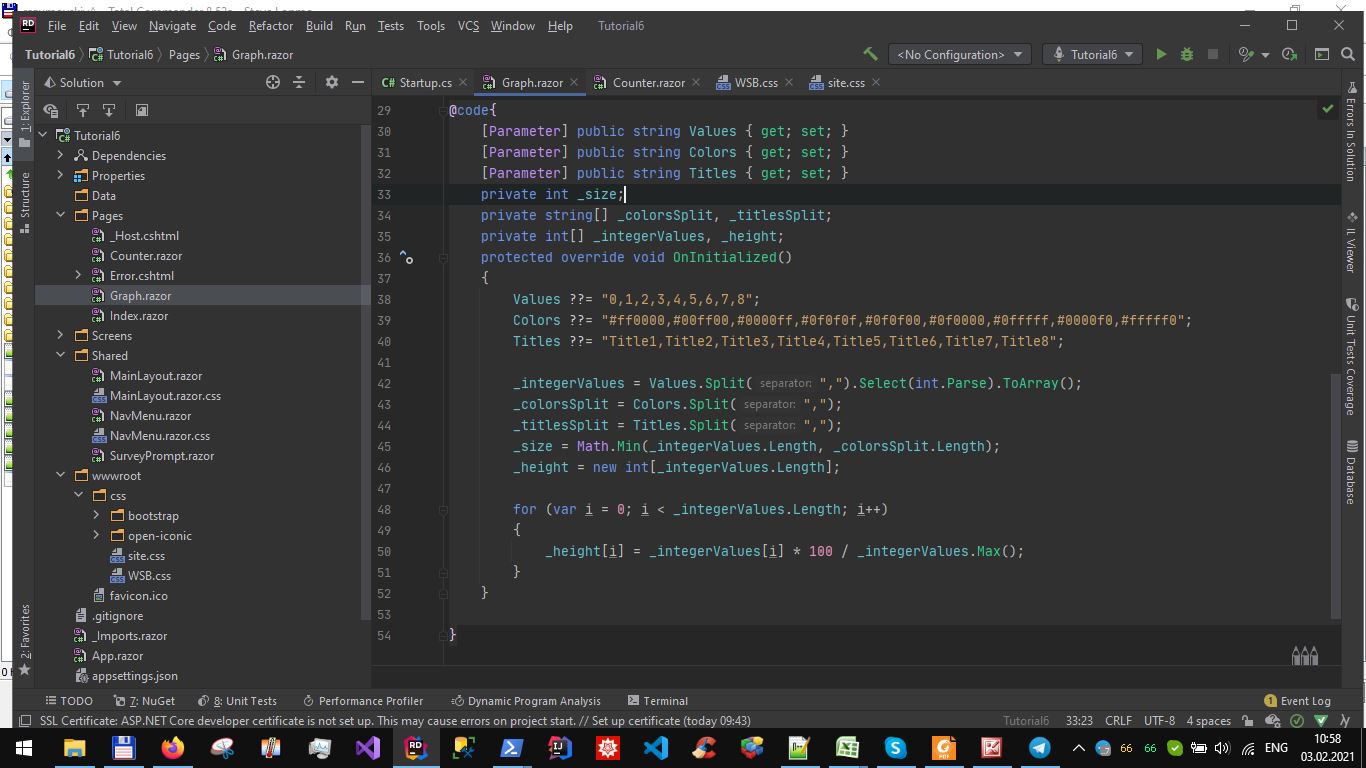 File Edit View Navigate Code Refactor Build Run Tests Tools VCS Window Help Tutorial6
Tutorial6 Tutorial6 Pages Graph.razor <No Configuration> Tutorial6
Solution
Startup.cs Graph.razor Counter.razor WSB.css site.css
1: Explorer
Structure
2: Favorites
Tutorial6
Dependencies
Properties
Data
Pages
_Host.cshtml
Counter.razor
Error.cshtml
Graph.razor
Index.razor
Screens
Shared
MainLayout.razor
MainLayout.razor.css
NavMenu.razor
NavMenu.razor.css
SurveyPrompt.razor
wwwroot
css
bootstrap
open-iconic
site.css
WSB.css
favicon.ico
.gitignore
_Imports.razor
App.razor
appsettings.json
29 @code{
30 [Parameter] public string Values { get; set; }
31 [Parameter] public string Colors { get; set; }
32 [Parameter] public string Titles { get; set; }
33 private int _size;
34 private string[] _colorsSplit, _titlesSplit;
35 private int[] _integerValues, _height;
36 protected override void OnInitialized()
37 {
38 Values ??= "0,1,2,3,4,5,6,7,8";
39 Colors ??= "#ff0000,#00ff00,#0000ff,#0f0f0f,#0f0f00,#0f0000,#0fffff,#0000f0,#fffff0";
40 Titles ??= "Title1,Title2,Title3,Title4,Title5,Title6,Title7,Title8";
41
42 _integerValues = Values.Split( separator: ",").Select(int.Parse).ToArray();
43 _colorsSplit = Colors.Split( separator: ",");
44 _titlesSplit = Titles.Split( separator: ",");
45 _size = Math.Min(_integerValues.Length, _colorsSplit.Length);
46 _height = new int[_integerValues.Length];
47
48 for (var i = 0; i < _integerValues.Length; i++)
49 {
50 _height[i] = _integerValues[i] * 100 / _integerValues.Max();
51 }
52 }
53
54 }
Errors In Solution
IL Viewer
Unit Tests Coverage
Database
TODO 7: NuGet 8: Unit Tests Performance Profiler Dynamic Program Analysis Terminal 1 Event Log
SSL Certificate: ASP.NET Core developer certificate is not set up. This may cause errors on project start. // Set up certificate (today 09:43) Tutorial6 33:23 CRLF UTF-8 4 spaces
66 66 ENG 10:58
03.02.2021